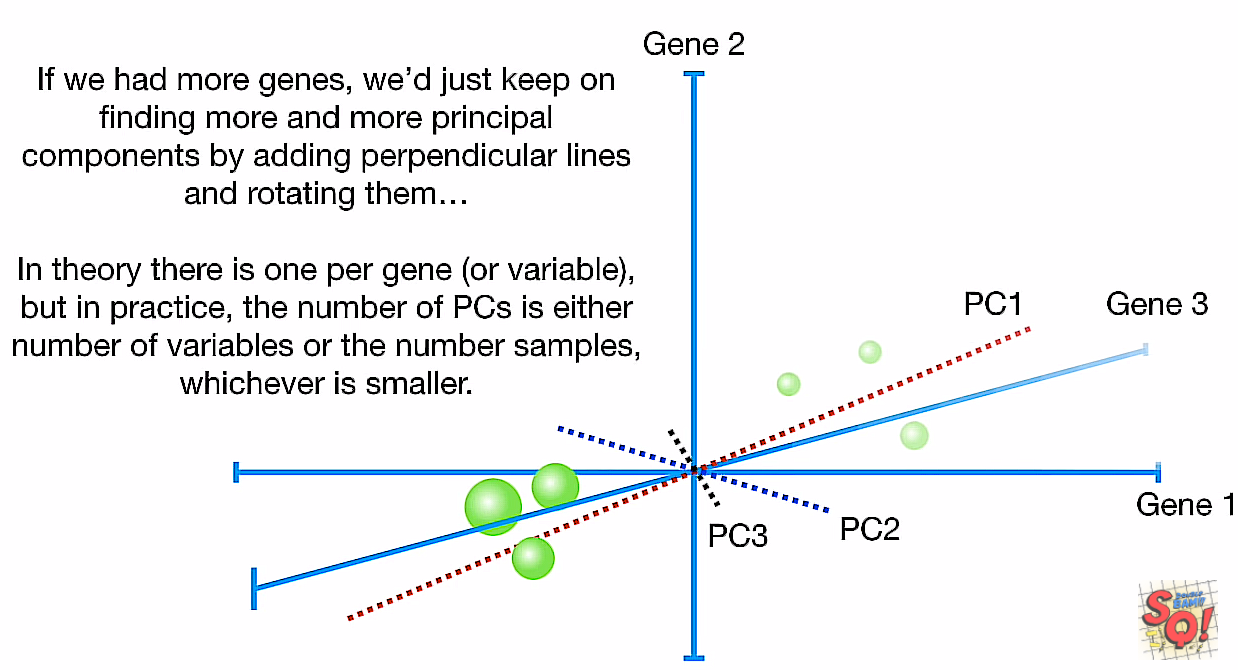 Gene 2
If we had more genes, we’d just keep on
finding more and more principal
components by adding perpendicular lines
and rotating them…
In theory there is one per gene (or variable),
but in practice, the number of PCs is either
number of variables or the number samples,
whichever is smaller.
PC1
Gene 3
Gene 1
PC2
PC3
DOUBLE
BAM!!
SQ!